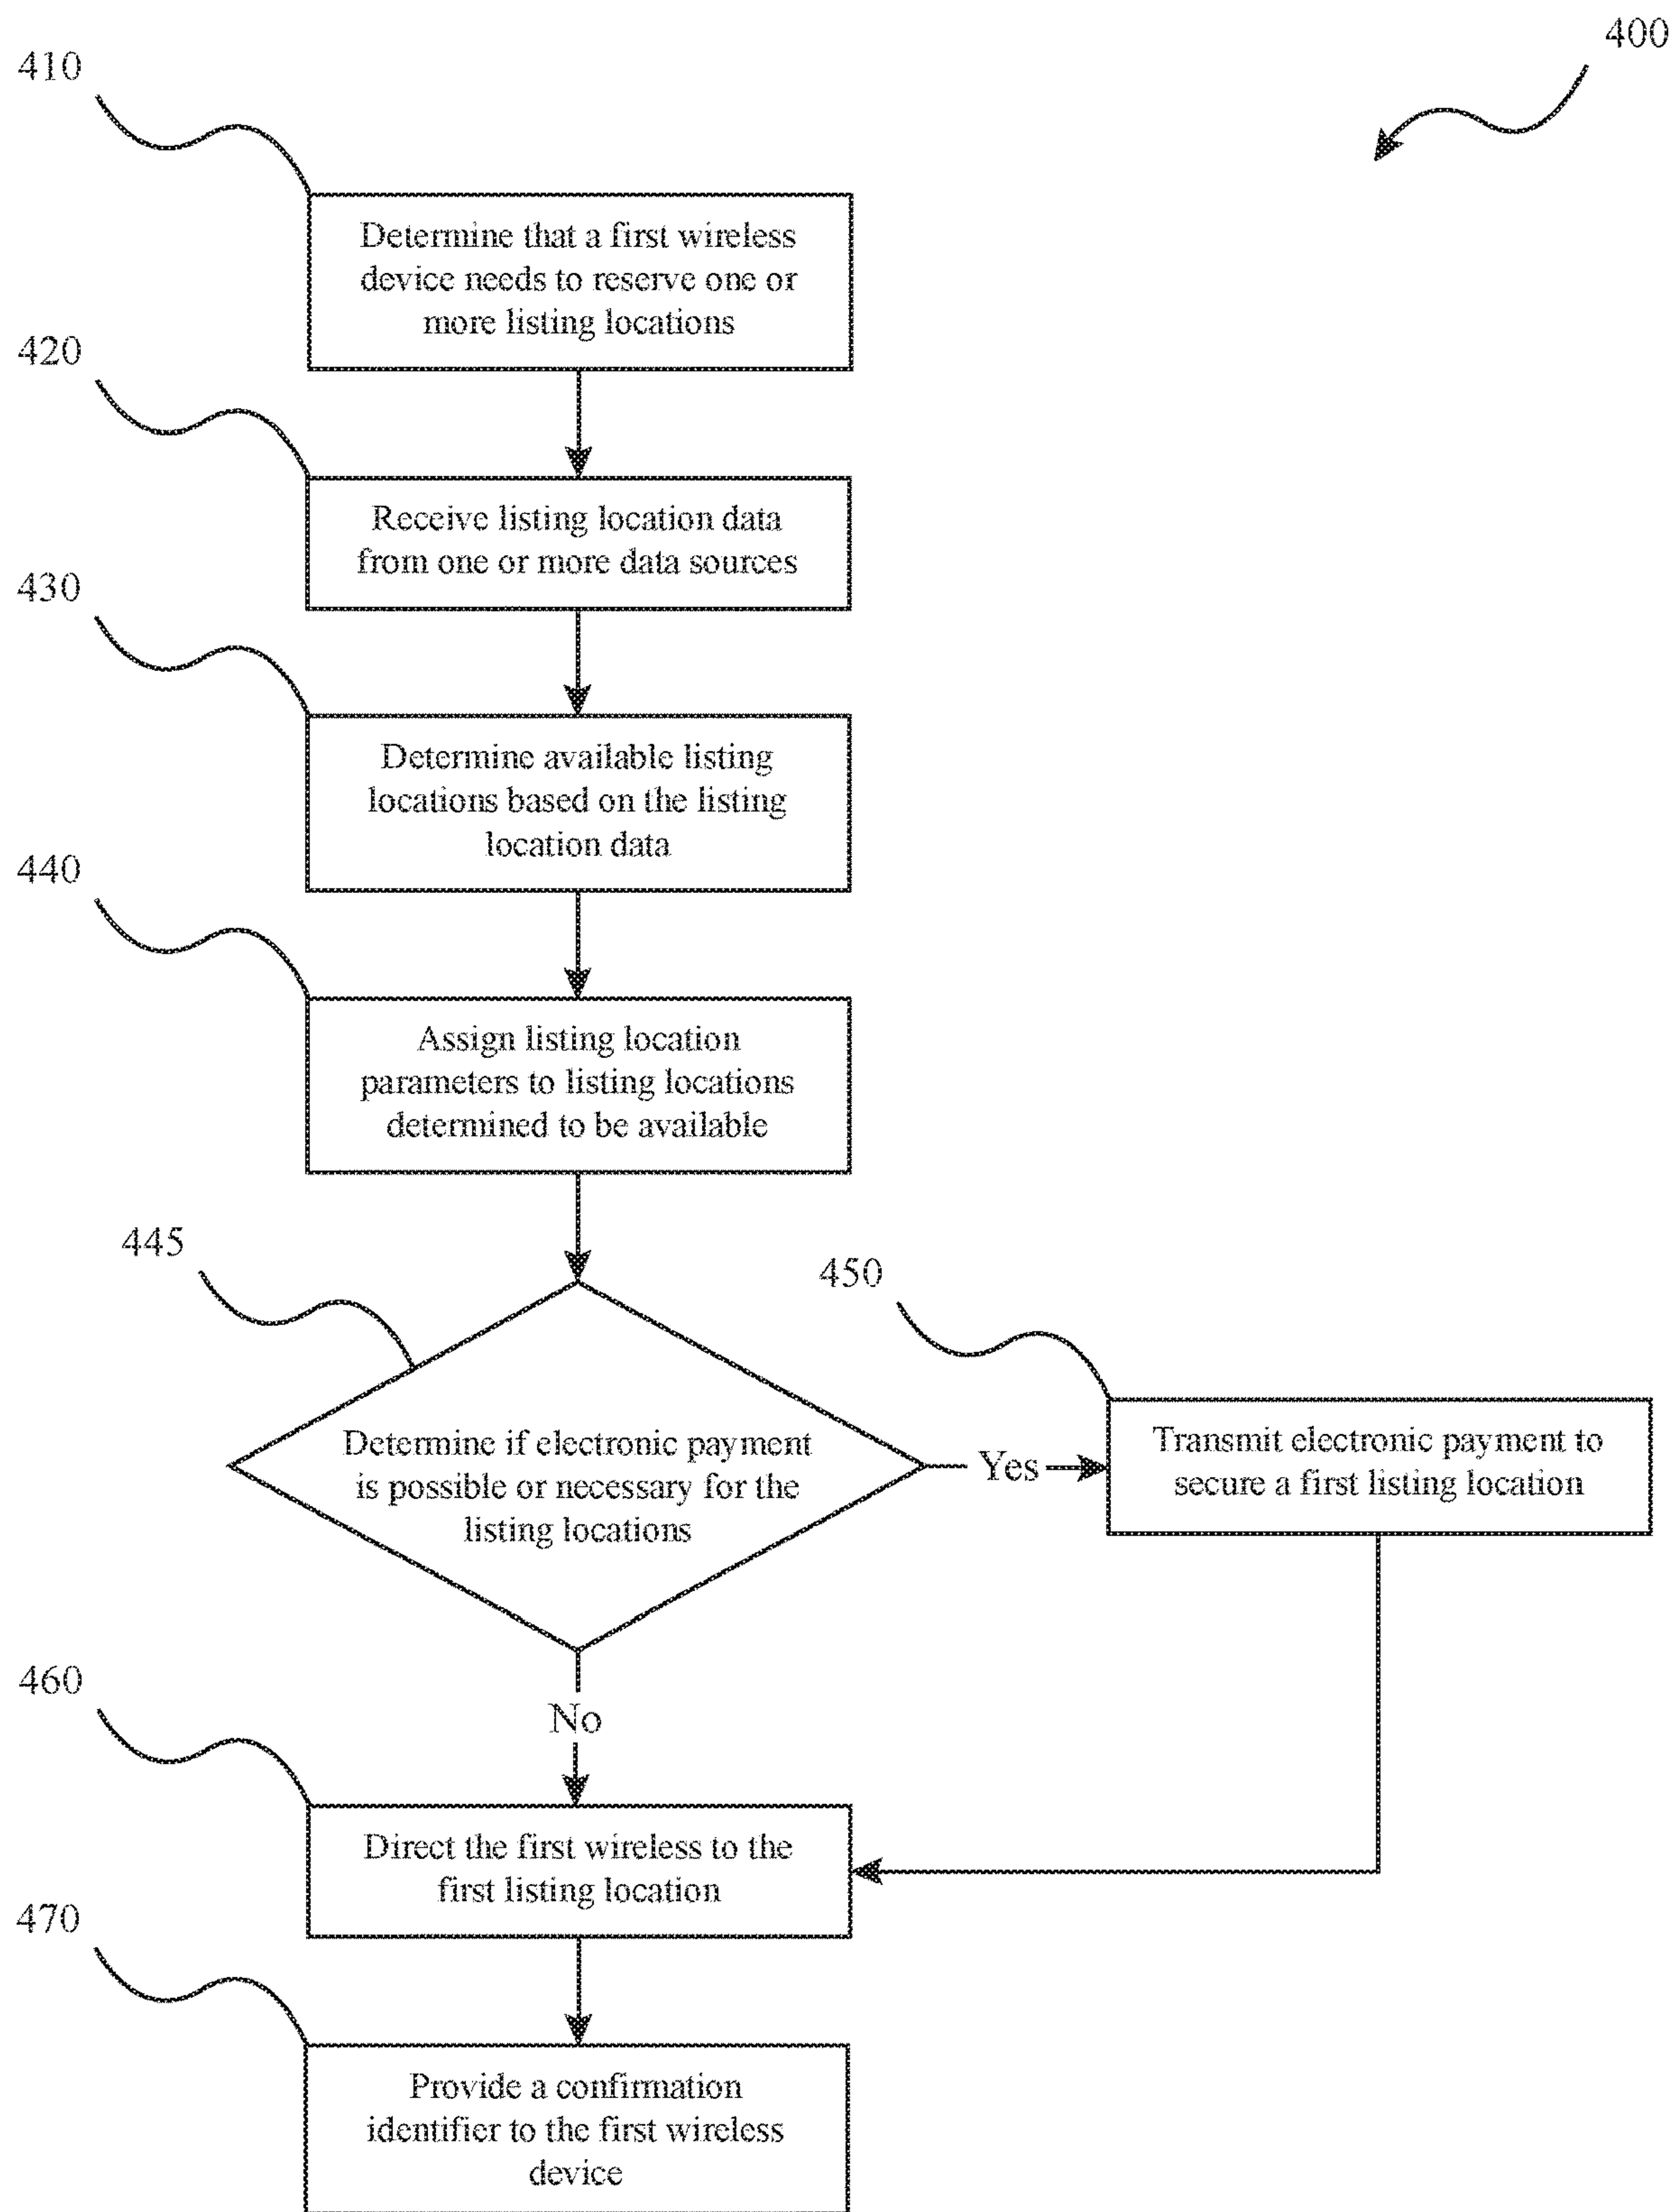 400
410
Determine that a first wireless
device needs to reserve one or
more listing locations
420
Receive listing location data
from one or more data sources
430
Determine available listing
locations based on the listing
location data
440
Assign listing location
parameters to listing locations
determined to be available
445
Determine if electronic payment
is possible or necessary for the
listing locations
Yes
450
Transmit electronic payment to
secure a first listing location
No
460
Direct the first wireless to the
first listing location
470
Provide a confirmation
identifier to the first wireless
device